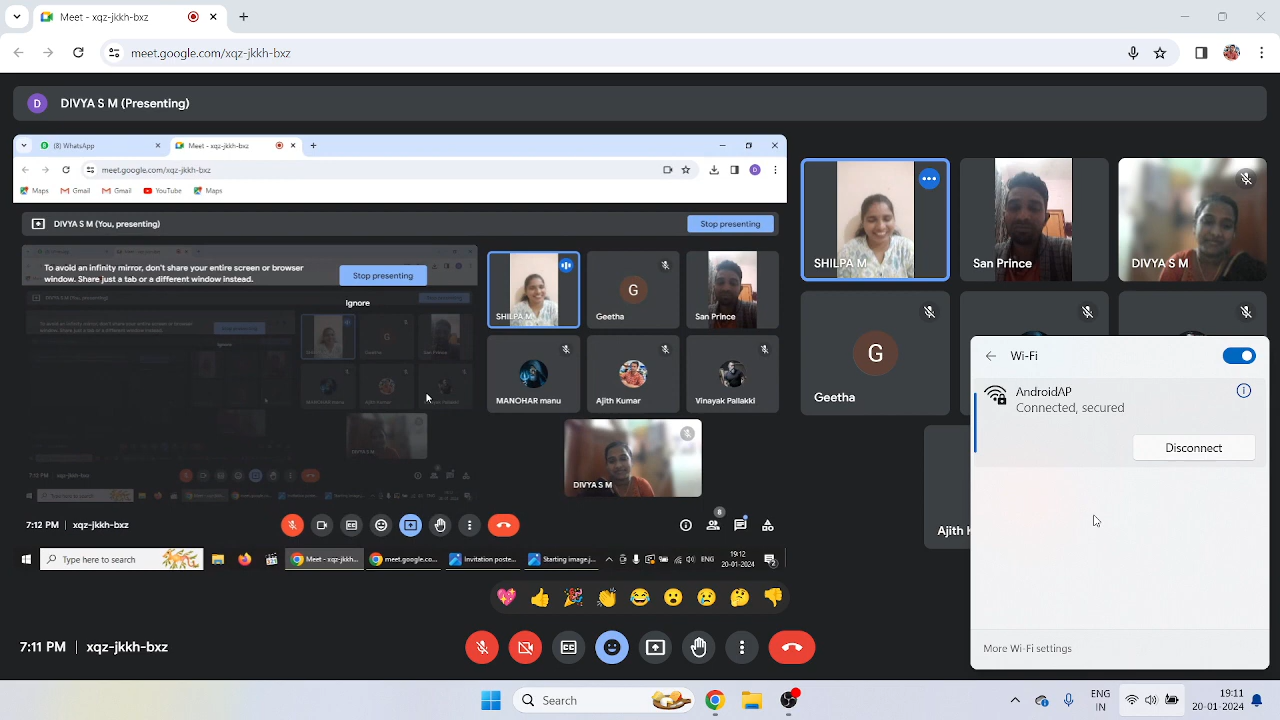 Meet - xqz-jkkh-bxz
meet.google.com/xqz-jkkh-bxz
D DIVYA S M (Presenting)
(8) WhatsApp
Meet - xqz-jkkh-bxz
meet.google.com/xqz-jkkh-bxz
D
Maps
Gmail
Gmail
YouTube
Maps
DIVYA S M (You, presenting)
Stop presenting
To avoid an infinity mirror, don't share your entire screen or browser
window. Share just a tab or a different window instead.
Stop presenting
Ignore
SHILPA M
G
Geetha
San Prince
MANOHAR manu
Ajith Kumar
Vinayak Pallakki
DIVYA S M
7:12 PM
xqz-jkkh-bxz
8
Type here to search
Meet - xqz-jkkh...
meet.google.co...
Invitation poste...
Starting image.j...
ENG
19:12
20-01-2024
2
SHILPA M
San Prince
DIVYA S M
G
Geetha
Ajith K
Wi-Fi
AndroidAP
Connected, secured
Disconnect
More Wi-Fi settings
7:11 PM | xqz-jkkh-bxz
Search
ENG
IN
19:11
20-01-2024